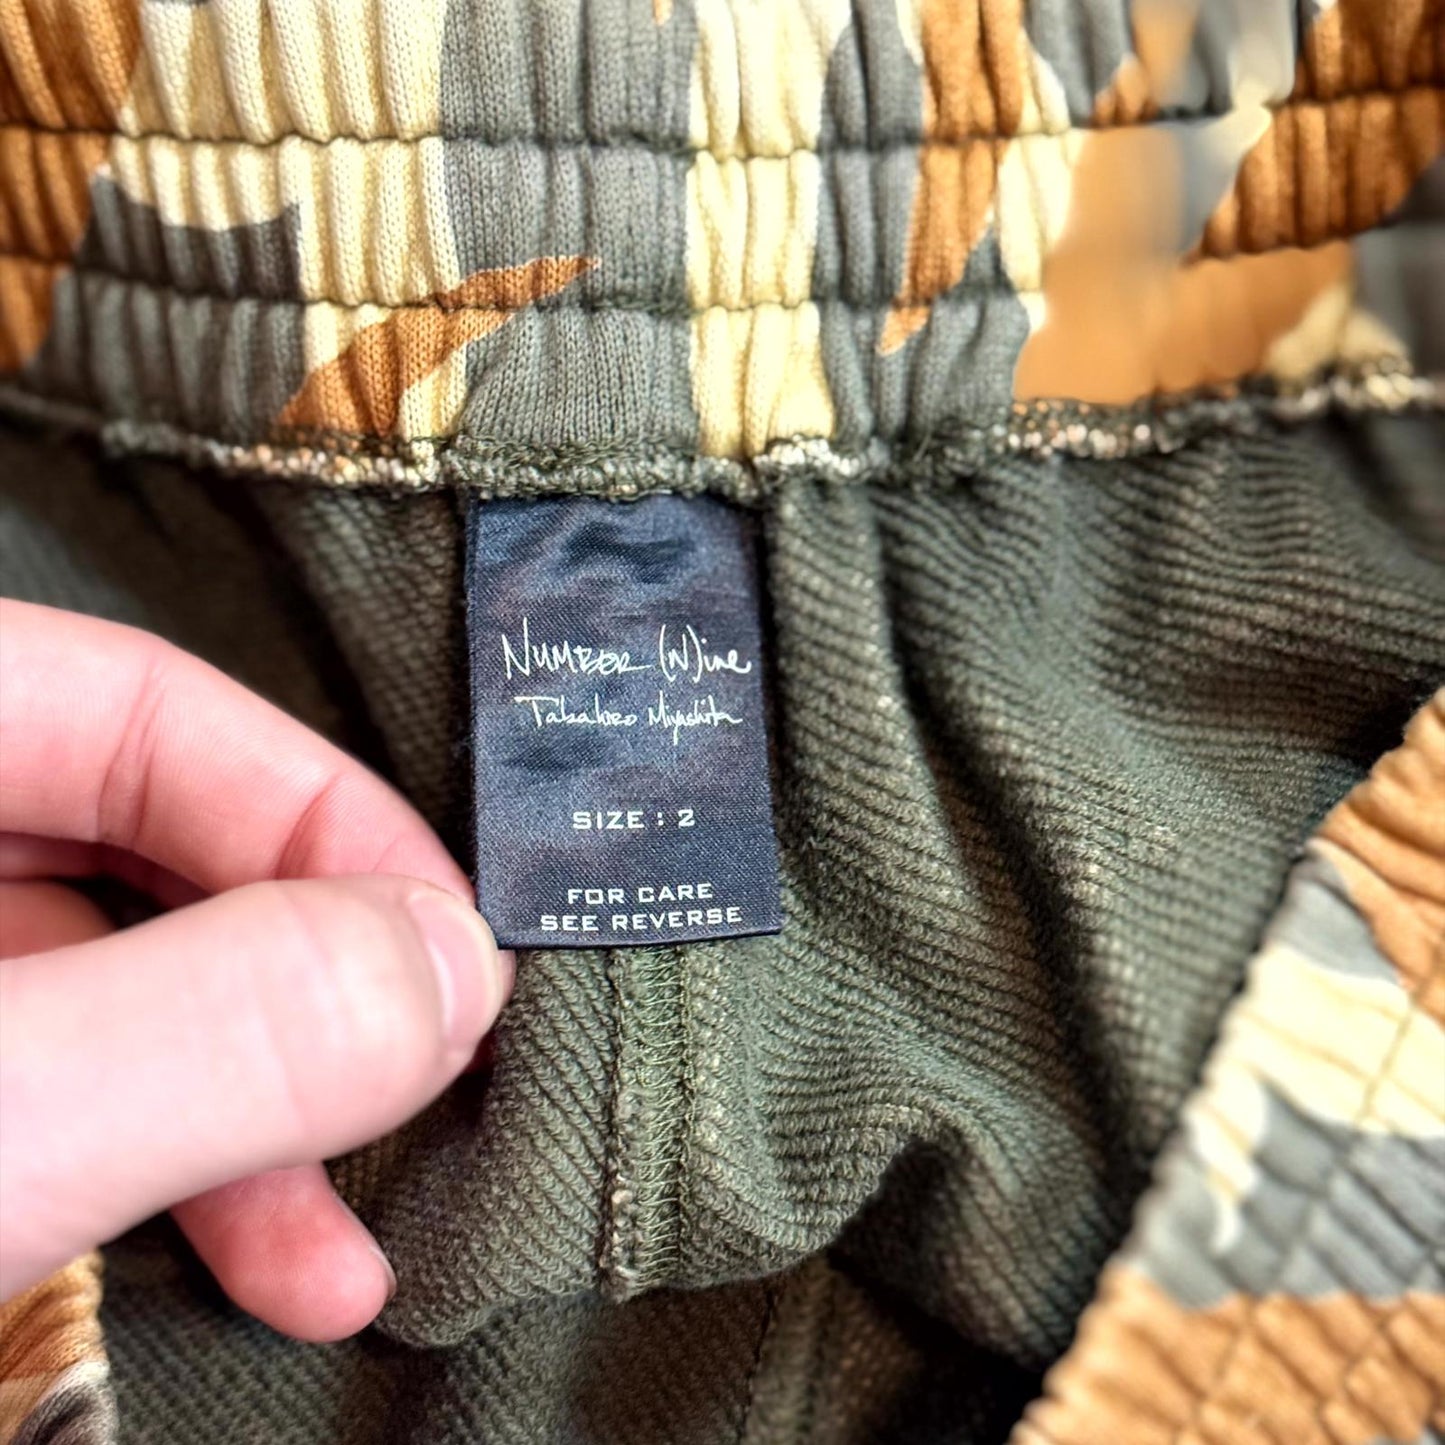 NUMBER (N)ine
Takahiro Miyashita
SIZE : 2
FOR CARE
SEE REVERSE